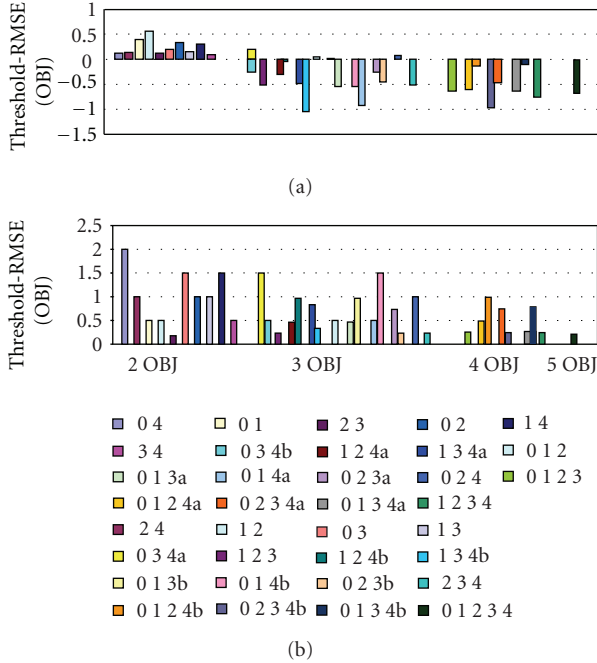 Threshold-RMSE
(OBJ)
1
0.5
0
−0.5
−1
−1.5
(a)
Threshold-RMSE
(OBJ)
2.5
2
1.5
1
0.5
0
2 OBJ 3 OBJ 4 OBJ 5 OBJ
0 4 0 1 2 3 0 2 1 4
3 4 0 3 4b 1 2 4a 1 3 4a 0 1 2
0 1 3a 0 1 4a 0 2 3a 0 2 4 0 1 2 3
0 1 2 4a 0 2 3 4a 0 1 3 4a 1 2 3 4
2 4 1 2 0 3 1 3
0 3 4a 1 2 3 1 2 4b 1 3 4b
0 1 3b 0 1 4b 0 2 3b 2 3 4
0 1 2 4b 0 2 3 4b 0 1 3 4b 0 1 2 3 4
(b)